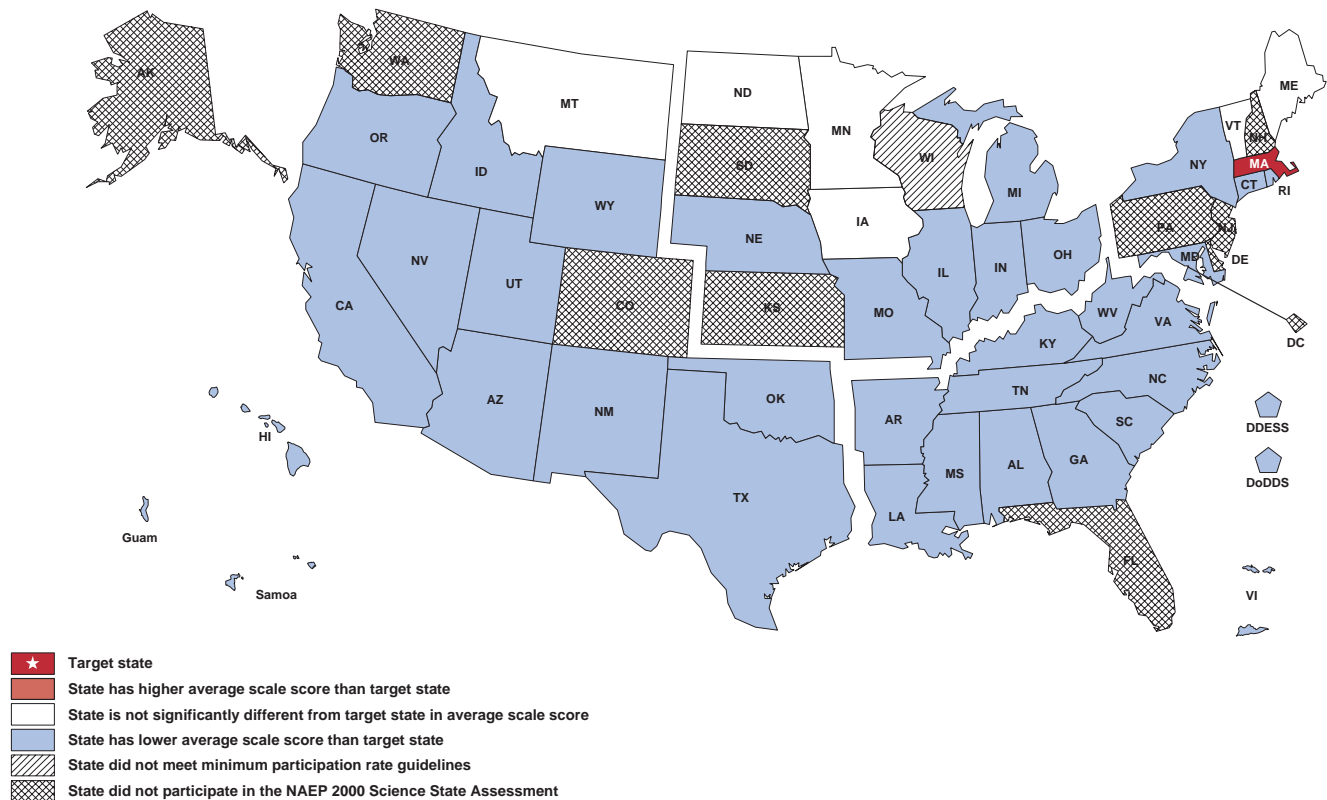 AK
WA
MT
ND
MN
ME
VT
NH
OR
ID
SD
WI
NY
MA
WY
MI
CT
RI
IA
PA
NJ
NE
NV
UT
IL
IN
OH
MD
DE
CA
CO
KS
MO
WV
VA
KY
DC
NC
AZ
NM
OK
TN
AR
SC
HI
DDESS
GA
MS
AL
DoDDS
TX
LA
Guam
FL
Samoa
VI
Target state
State has higher average scale score than target state
State is not significantly different from target state in average scale score
State has lower average scale score than target state
State did not meet minimum participation rate guidelines
State did not participate in the NAEP 2000 Science State Assessment